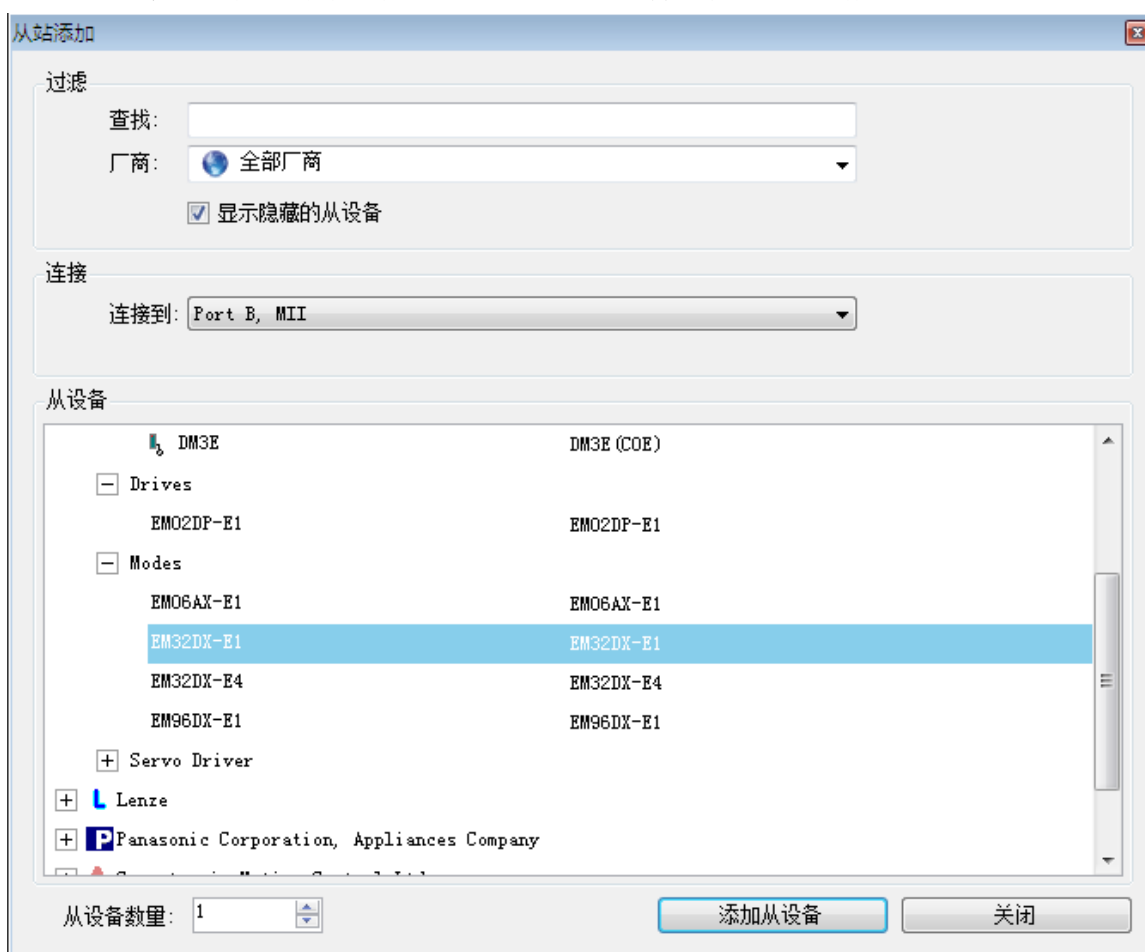 从站添加
过滤
查找:
厂商: 全部厂商
显示隐藏的从设备
连接
连接到: Port B, MII
从设备
DM3E DM3E(COE)
Drives
EM02DP-E1 EM02DP-E1
Modes
EM06AX-E1 EM06AX-E1
EM32DX-E1 EM32DX-E1
EM32DX-E4 EM32DX-E4
EM96DX-E1 EM96DX-E1
Servo Driver
L Lenze
P Panasonic Corporation, Appliances Company
从设备数量: 1 添加从设备 关闭